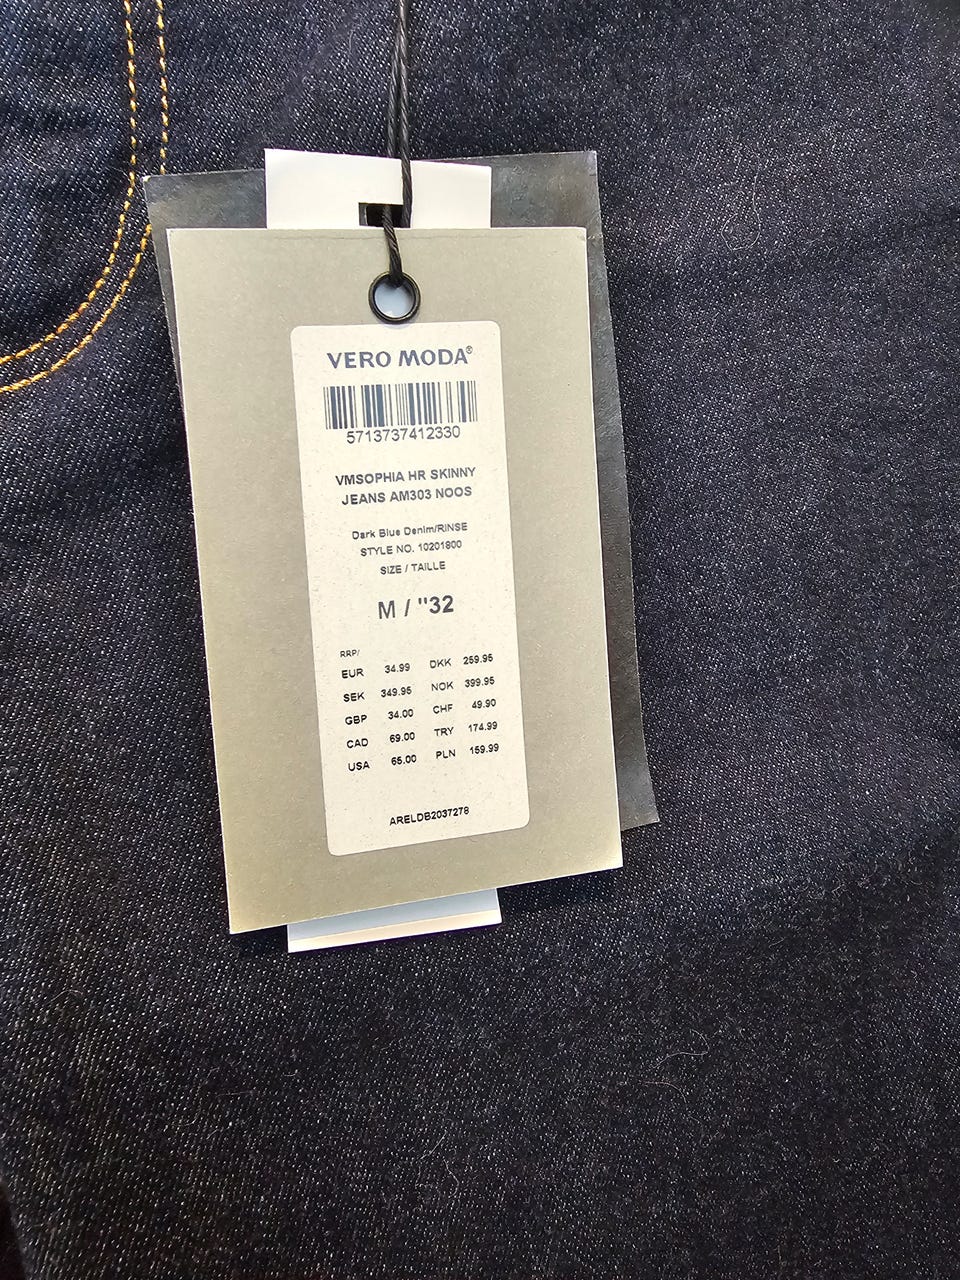 VERO MODA®
5713737412330
VMSOPHIA HR SKINNY
JEANS AM303 NOOS
Dark Blue Denim/RINSE
STYLE NO. 10201800
SIZE / TAILLE
M / "32
RRP/
EUR 34.99 DKK 259.95
SEK 349.95 NOK 399.95
GBP 34.00 CHF 49.90
CAD 69.00 TRY 174.99
USA 65.00 PLN 159.99
ARELDB2037278